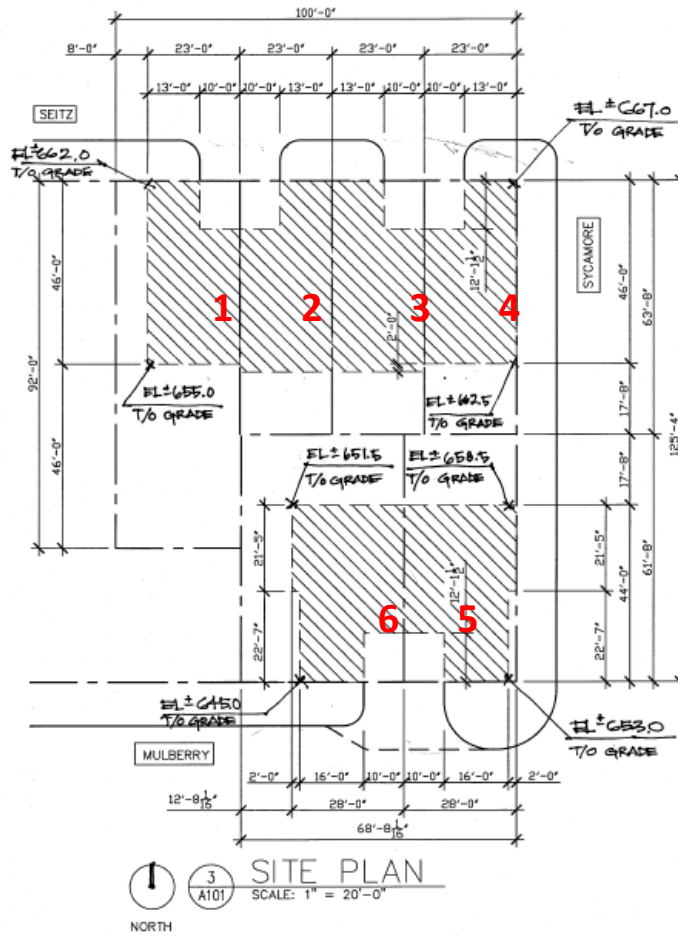 100'-0"
8'-0" 23'-0" 23'-0" 23'-0" 23'-0"
13'-0" 10'-0" 10'-0" 13'-0" 13'-0" 10'-0" 10'-0" 13'-0"
SEITZ
EL ± 662.0
T/O GRADE
EL ± 667.0
T/O GRADE
SYCAMORE
46'-0"
92'-0"
46'-0"
12'-1 1/2"
2'-0"
46'-0"
63'-8"
1 2 3 4
EL ± 655.0
T/O GRADE
EL ± 662.5
T/O GRADE
17'-8"
125'-4"
17'-8"
EL ± 651.5
T/O GRADE
EL ± 658.5
T/O GRADE
21'-5"
22'-7"
12'-1 1/2"
21'-5"
44'-0"
61'-8"
22'-7"
6 5
EL ± 645.0
T/O GRADE
EL ± 653.0
T/O GRADE
MULBERRY
2'-0" 16'-0" 10'-0" 10'-0" 16'-0" 2'-0"
12'-8 1/16" 28'-0" 28'-0"
68'-8 1/16"
3
A101
SITE PLAN
SCALE: 1" = 20'-0"
NORTH